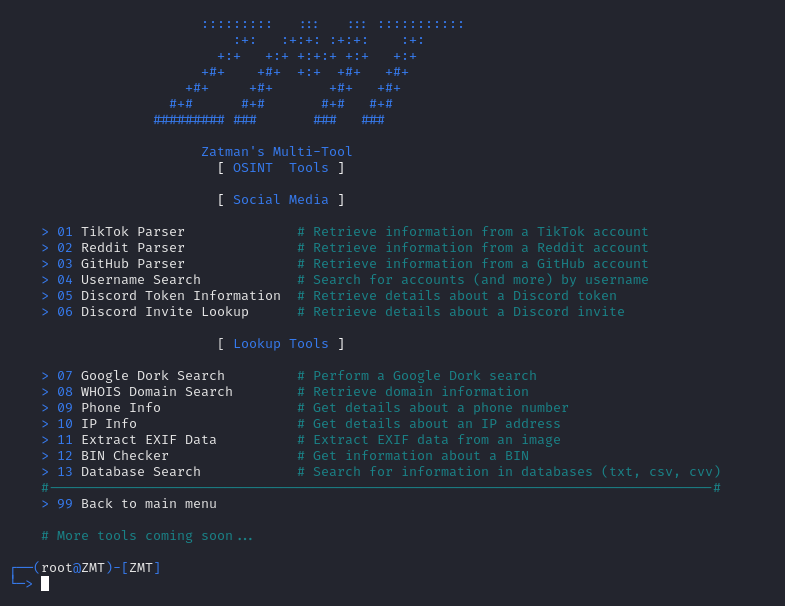 :::::::::   :::   ::: :::::::::::
:+:   :+:+: :+:+:    :+:
+:+   +:+ +:+:+ +:+   +:+
+#+    +#+  +:+  +#+   +#+
+#+     +#+       +#+   +#+
#+#      #+#       #+#   #+#
######### ###       ###   ###
Zatman's Multi-Tool
[ OSINT  Tools ]
[ Social Media ]
> 01 TikTok Parser              # Retrieve information from a TikTok account
> 02 Reddit Parser              # Retrieve information from a Reddit account
> 03 GitHub Parser              # Retrieve information from a GitHub account
> 04 Username Search            # Search for accounts (and more) by username
> 05 Discord Token Information  # Retrieve details about a Discord token
> 06 Discord Invite Lookup      # Retrieve details about a Discord invite
[ Lookup Tools ]
> 07 Google Dork Search         # Perform a Google Dork search
> 08 WHOIS Domain Search        # Retrieve domain information
> 09 Phone Info                 # Get details about a phone number
> 10 IP Info                    # Get details about an IP address
> 11 Extract EXIF Data          # Extract EXIF data from an image
> 12 BIN Checker                # Get information about a BIN
> 13 Database Search            # Search for information in databases (txt, csv, cvv)
#───────────────────────────────────────────────────────────────────────────────────#
> 99 Back to main menu
# More tools coming soon...
┌──(root@ZMT)-[ZMT]
└─>